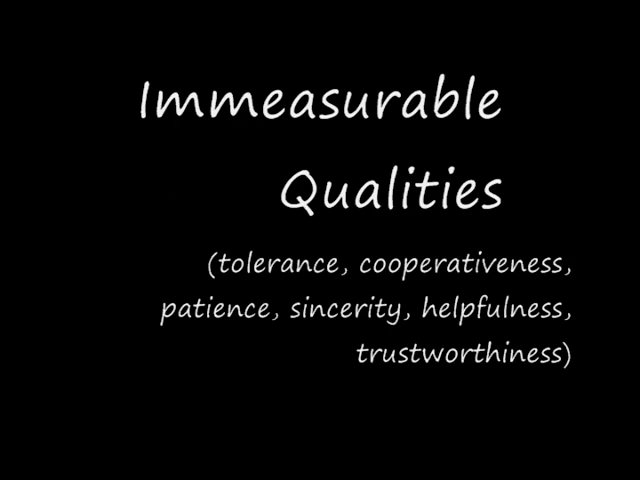 Immeasurable
Qualities
(tolerance, cooperativeness,
patience, sincerity, helpfulness,
trustworthiness)